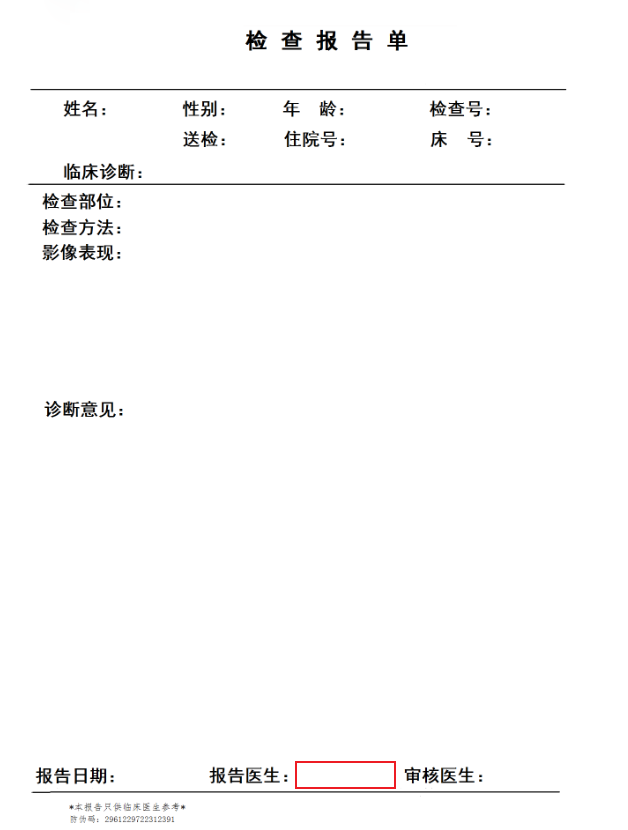 检查报告单
姓名： 性别： 年 龄： 检查号：
送检： 住院号： 床 号：
临床诊断：
检查部位：
检查方法：
影像表现：
诊断意见：
报告日期： 报告医生： 审核医生：
*本报告只供临床医生参考*
防伪码：2961229722312391